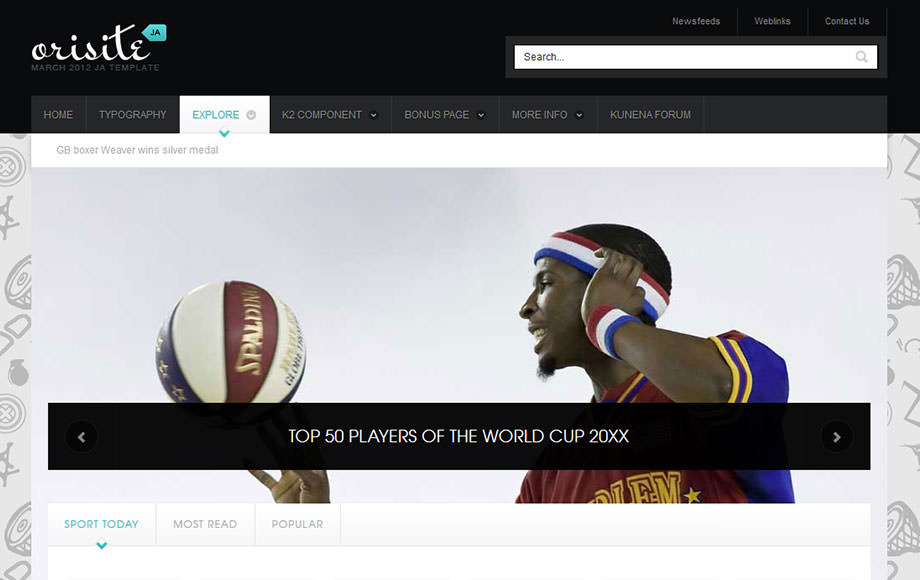 Newsfeeds Weblinks Contact Us
orisite JA
MARCH 2012 JA TEMPLATE
Search...
HOME TYPOGRAPHY EXPLORE K2 COMPONENT BONUS PAGE MORE INFO KUNENA FORUM
GB boxer Weaver wins silver medal
SPALDING
GLOBETROTTERS
TOP 50 PLAYERS OF THE WORLD CUP 20XX
RLEM
SPORT TODAY MOST READ POPULAR